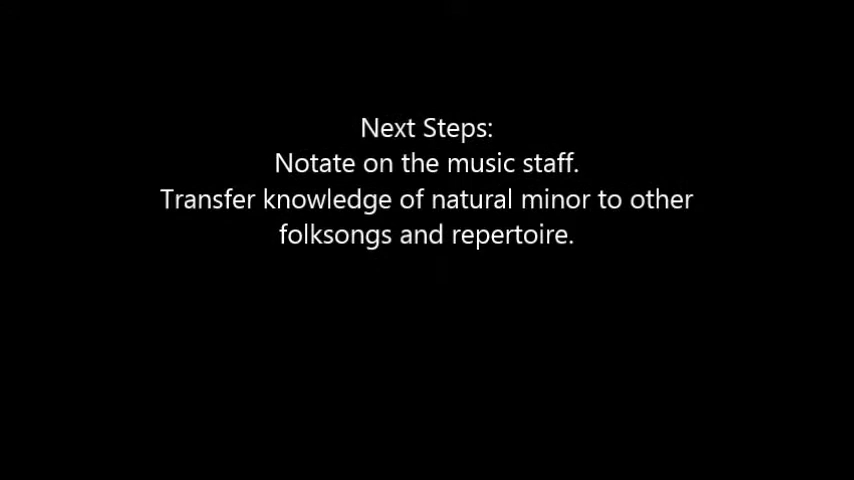 Next Steps:
Notate on the music staff.
Transfer knowledge of natural minor to other
folksongs and repertoire.